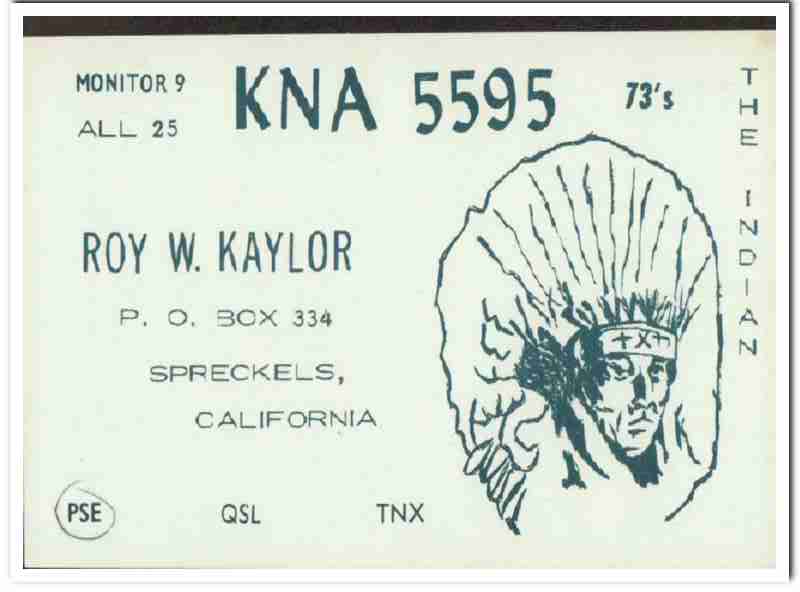 MONITOR 9
ALL 25
KNA 5595
73's
THE INDIAN
ROY W. KAYLOR
P. O. BOX 334
SPRECKELS,
CALIFORNIA
+X+
PSE QSL TNX